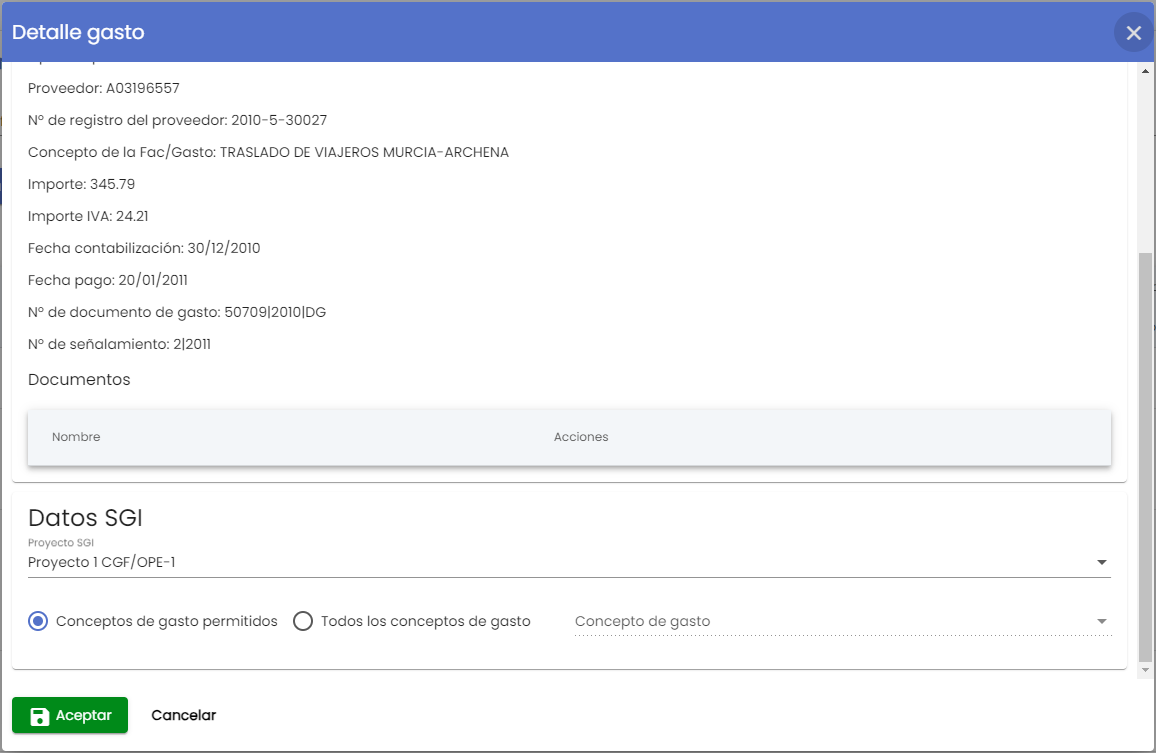 Detalle gasto
Proveedor: A03196557
Nº de registro del proveedor: 2010-5-30027
Concepto de la Fac/Gasto: TRASLADO DE VIAJEROS MURCIA-ARCHENA
Importe: 345.79
Importe IVA: 24.21
Fecha contabilización: 30/12/2010
Fecha pago: 20/01/2011
Nº de documento de gasto: 50709|2010|DG
Nº de señalamiento: 2|2011
Documentos
Nombre Acciones
Datos SGI
Proyecto SGI
Proyecto 1 CGF/OPE-1
Conceptos de gasto permitidos Todos los conceptos de gasto Concepto de gasto
Aceptar Cancelar